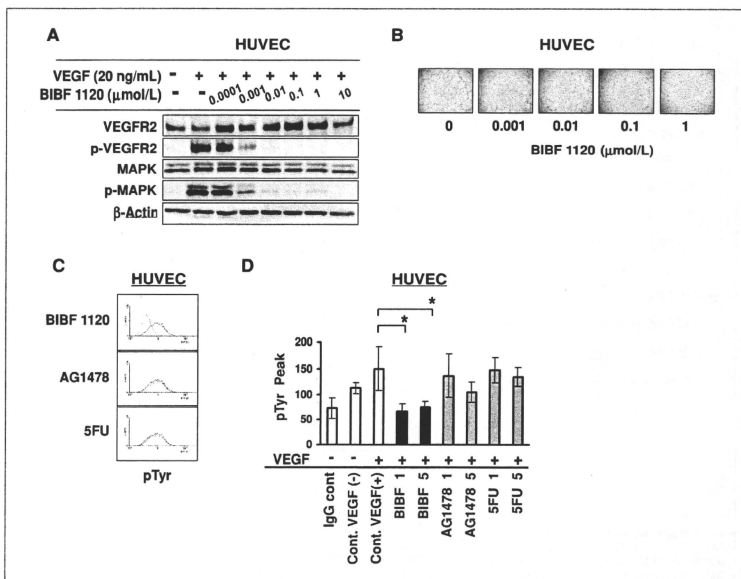 A
HUVEC
VEGF (20 ng/mL) - + + + + + + +
BIBF 1120 (μmol/L) - - 0.0001 0.001 0.01 0.1 1 10
VEGFR2
p-VEGFR2
MAPK
p-MAPK
β-Actin
B
HUVEC
0 0.001 0.01 0.1 1
BIBF 1120 (μmol/L)
C
HUVEC
BIBF 1120
AG1478
5FU
pTyr
D
HUVEC
*
*
pTyr Peak
200
150
100
50
0
VEGF - - + + + + + + +
IgG cont
Cont. VEGF (-)
Cont. VEGF(+)
BIBF 1
BIBF 5
AG1478 1
AG1478 5
5FU 1
5FU 5